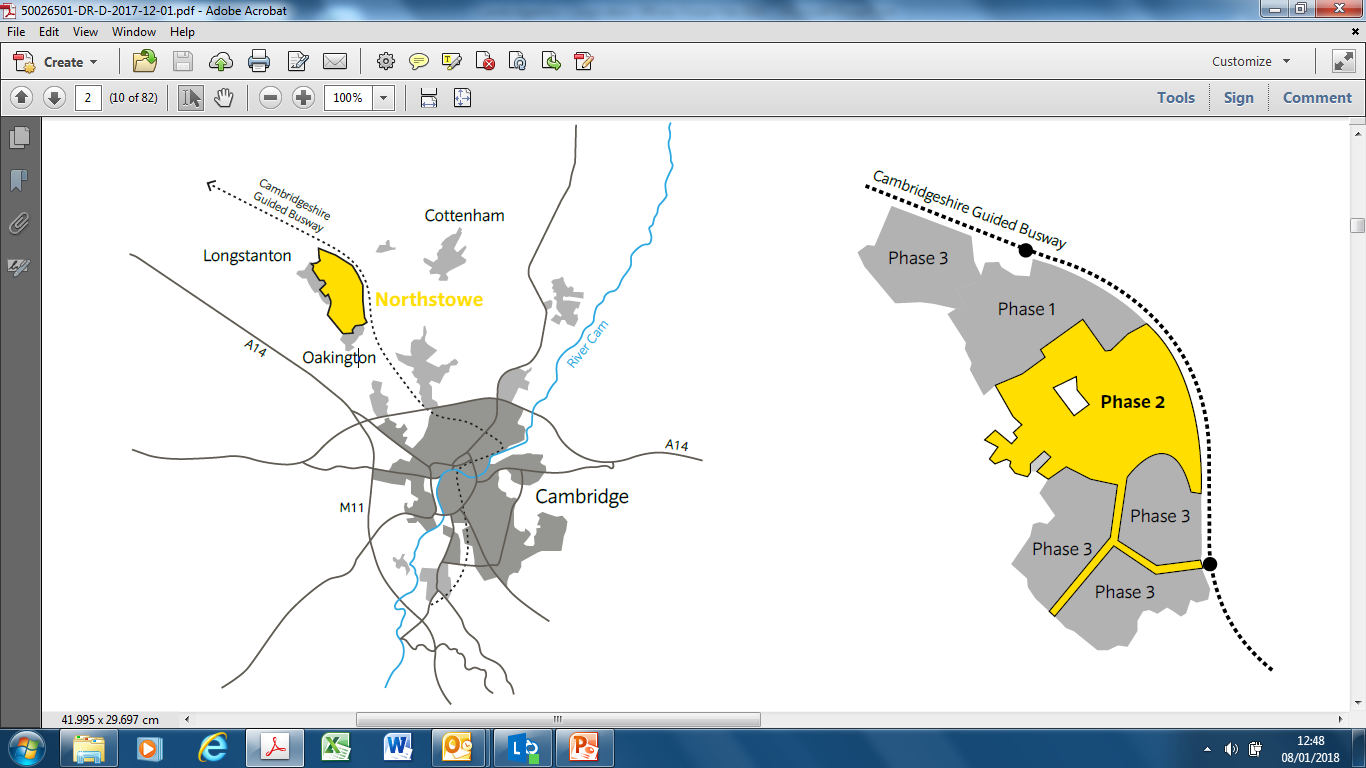 50026501-DR-D-2017-12-01.pdf - Adobe Acrobat
File Edit View Window Help
Create
Customize
2 (10 of 82)
100%
Tools Sign Comment
Cambridgeshire
Guided Busway
Cottenham
Longstanton
Northstowe
A14
Oakington
River Cam
A14
M11
Cambridge
Cambridgeshire Guided Busway
Phase 3
Phase 1
Phase 2
Phase 3
Phase 3
Phase 3
41.995 x 29.697 cm
12:48
08/01/2018